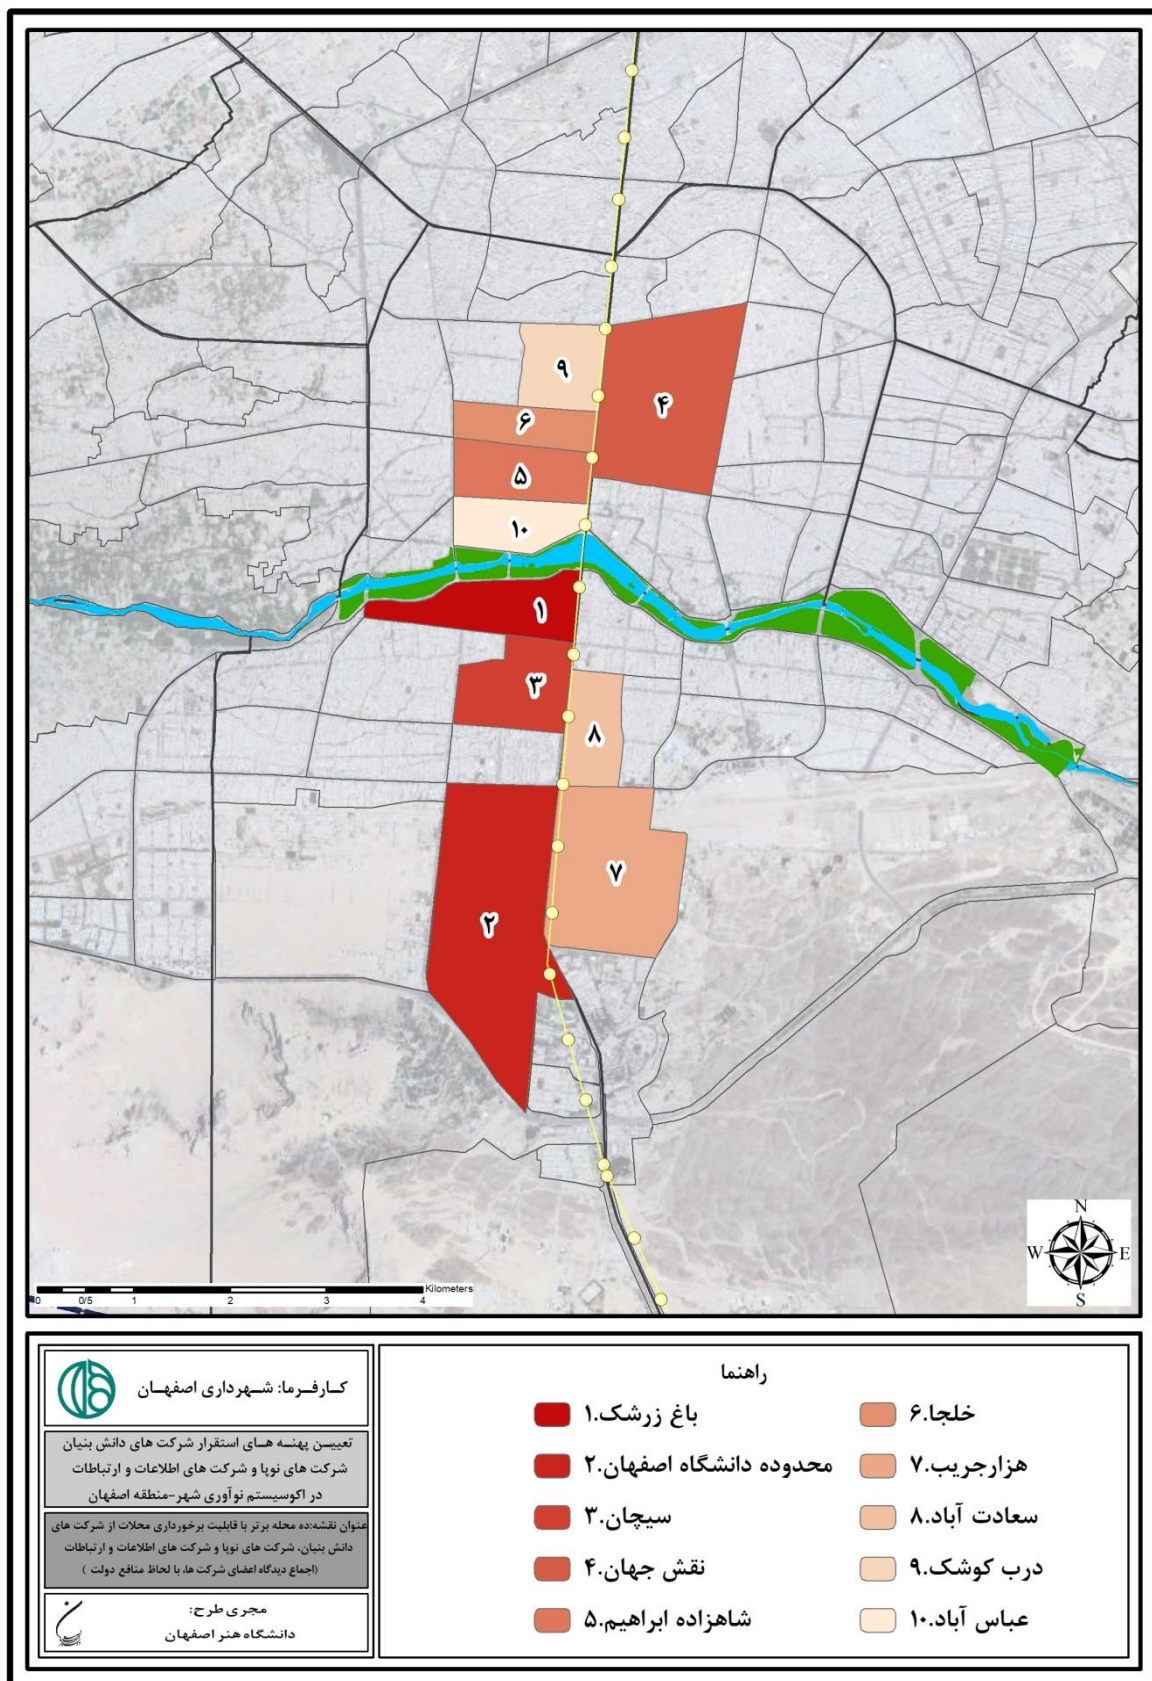 ۹
۴
۶
۵
۱۰
۱
۳
۸
۷
۲
N
W E
S
Kilometers
0 0/5 1 2 3 4
راهنما
۱.باغ زرشک
۲.محدوده دانشگاه اصفهان
۳.سیچان
۴.نقش جهان
۵.شاهزاده ابراهیم
۶.خلجا
۷.هزارجریب
۸.سعادت آباد
۹.درب کوشک
۱۰.عباس آباد
کارفرما: شهرداری اصفهان
تعیین پهنه های استقرار شرکت های دانش بنیان
شرکت های نوپا و شرکت های اطلاعات و ارتباطات
در اکوسیستم نوآوری شهر-منطقه اصفهان
عنوان نقشه:ده محله برتر با قابلیت برخورداری محلات از شرکت های
دانش بنیان، شرکت های نوپا و شرکت های اطلاعات و ارتباطات
(اجماع دیدگاه اعضای شرکت ها، با لحاظ منافع دولت )
مجری طرح:
دانشگاه هنر اصفهان